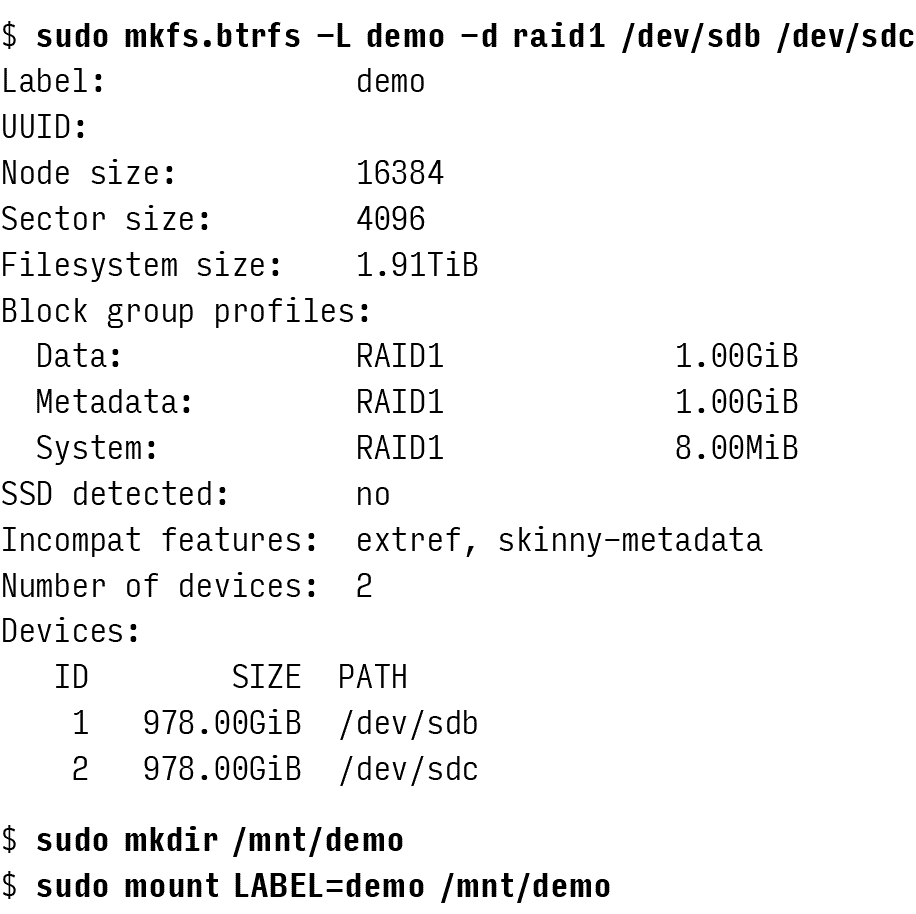 $ sudo mkfs.btrfs -L demo -d raid1 /dev/sdb /dev/sdc
Label:              demo
UUID:
Node size:          16384
Sector size:        4096
Filesystem size:    1.91TiB
Block group profiles:
  Data:             RAID1             1.00GiB
  Metadata:         RAID1             1.00GiB
  System:           RAID1             8.00MiB
SSD detected:       no
Incompat features:  extref, skinny-metadata
Number of devices:  2
Devices:
   ID        SIZE  PATH
    1   978.00GiB  /dev/sdb
    2   978.00GiB  /dev/sdc
$ sudo mkdir /mnt/demo
$ sudo mount LABEL=demo /mnt/demo